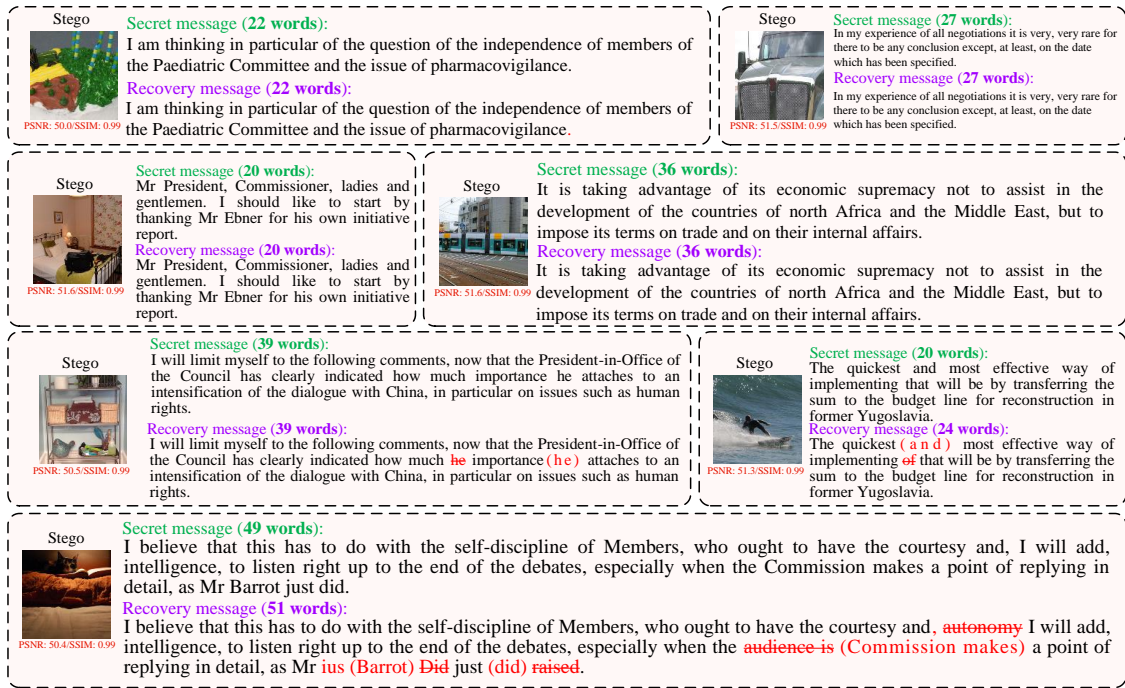 Stego
PSNR: 50.0/SSIM: 0.99
Secret message (22 words):
I am thinking in particular of the question of the independence of members of
the Paediatric Committee and the issue of pharmacovigilance.
Recovery message (22 words):
I am thinking in particular of the question of the independence of members of
the Paediatric Committee and the issue of pharmacovigilance.
Stego
PSNR: 51.5/SSIM: 0.99
Secret message (27 words):
In my experience of all negotiations it is very, very rare for
there to be any conclusion except, at least, on the date
which has been specified.
Recovery message (27 words):
In my experience of all negotiations it is very, very rare for
there to be any conclusion except, at least, on the date
which has been specified.
Stego
PSNR: 51.6/SSIM: 0.99
Secret message (20 words):
Mr President, Commissioner, ladies and
gentlemen. I should like to start by
thanking Mr Ebner for his own initiative
report.
Recovery message (20 words):
Mr President, Commissioner, ladies and
gentlemen. I should like to start by
thanking Mr Ebner for his own initiative
report.
Stego
PSNR: 51.6/SSIM: 0.99
Secret message (36 words):
It is taking advantage of its economic supremacy not to assist in the
development of the countries of north Africa and the Middle East, but to
impose its terms on trade and on their internal affairs.
Recovery message (36 words):
It is taking advantage of its economic supremacy not to assist in the
development of the countries of north Africa and the Middle East, but to
impose its terms on trade and on their internal affairs.
Stego
PSNR: 50.5/SSIM: 0.99
Secret message (39 words):
I will limit myself to the following comments, now that the President-in-Office of
the Council has clearly indicated how much importance he attaches to an
intensification of the dialogue with China, in particular on issues such as human
rights.
Recovery message (39 words):
I will limit myself to the following comments, now that the President-in-Office of
the Council has clearly indicated how much he importance (he) attaches to an
intensification of the dialogue with China, in particular on issues such as human
rights.
Stego
PSNR: 51.3/SSIM: 0.99
Secret message (20 words):
The quickest and most effective way of
implementing that will be by transferring the
sum to the budget line for reconstruction in
former Yugoslavia.
Recovery message (24 words):
The quickest (and) most effective way of
implementing of that will be by transferring the
sum to the budget line for reconstruction in
former Yugoslavia.
Stego
PSNR: 50.4/SSIM: 0.99
Secret message (49 words):
I believe that this has to do with the self-discipline of Members, who ought to have the courtesy and, I will add,
intelligence, to listen right up to the end of the debates, especially when the Commission makes a point of replying in
detail, as Mr Barrot just did.
Recovery message (51 words):
I believe that this has to do with the self-discipline of Members, who ought to have the courtesy and, autonomy I will add,
intelligence, to listen right up to the end of the debates, especially when the audience is (Commission makes) a point of
replying in detail, as Mr ius (Barrot) Did just (did) raised.